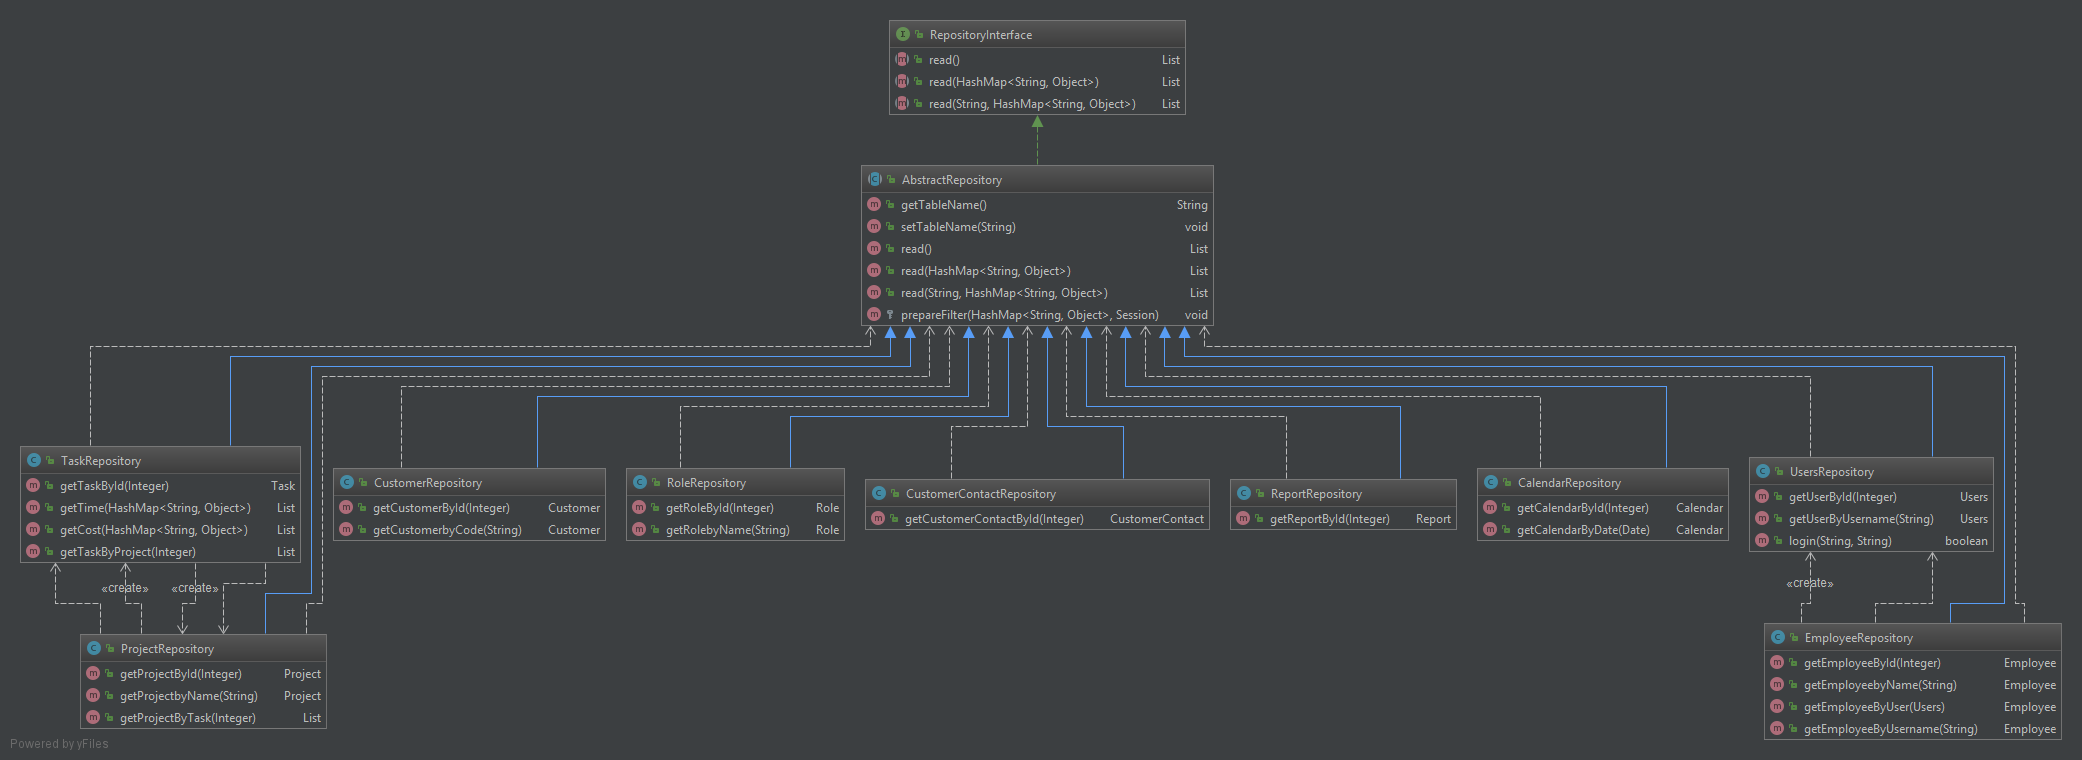 RepositoryInterface
read() List
read(HashMap<String, Object>) List
read(String, HashMap<String, Object>) List
AbstractRepository
getTableName() String
setTableName(String) void
read() List
read(HashMap<String, Object>) List
read(String, HashMap<String, Object>) List
prepareFilter(HashMap<String, Object>, Session) void
TaskRepository
getTaskById(Integer) Task
getTime(HashMap<String, Object>) List
getCost(HashMap<String, Object>) List
getTaskByProject(Integer) List
CustomerRepository
getCustomerById(Integer) Customer
getCustomerbyCode(String) Customer
RoleRepository
getRoleById(Integer) Role
getRolebyName(String) Role
CustomerContactRepository
getCustomerContactById(Integer) CustomerContact
ReportRepository
getReportById(Integer) Report
CalendarRepository
getCalendarById(Integer) Calendar
getCalendarByDate(Date) Calendar
UsersRepository
getUserById(Integer) Users
getUserByUsername(String) Users
login(String, String) boolean
«create» «create»
«create»
ProjectRepository
getProjectById(Integer) Project
getProjectbyName(String) Project
getProjectByTask(Integer) List
EmployeeRepository
getEmployeeById(Integer) Employee
getEmployeebyName(String) Employee
getEmployeeByUser(Users) Employee
getEmployeeByUsername(String) Employee
Powered by yFiles